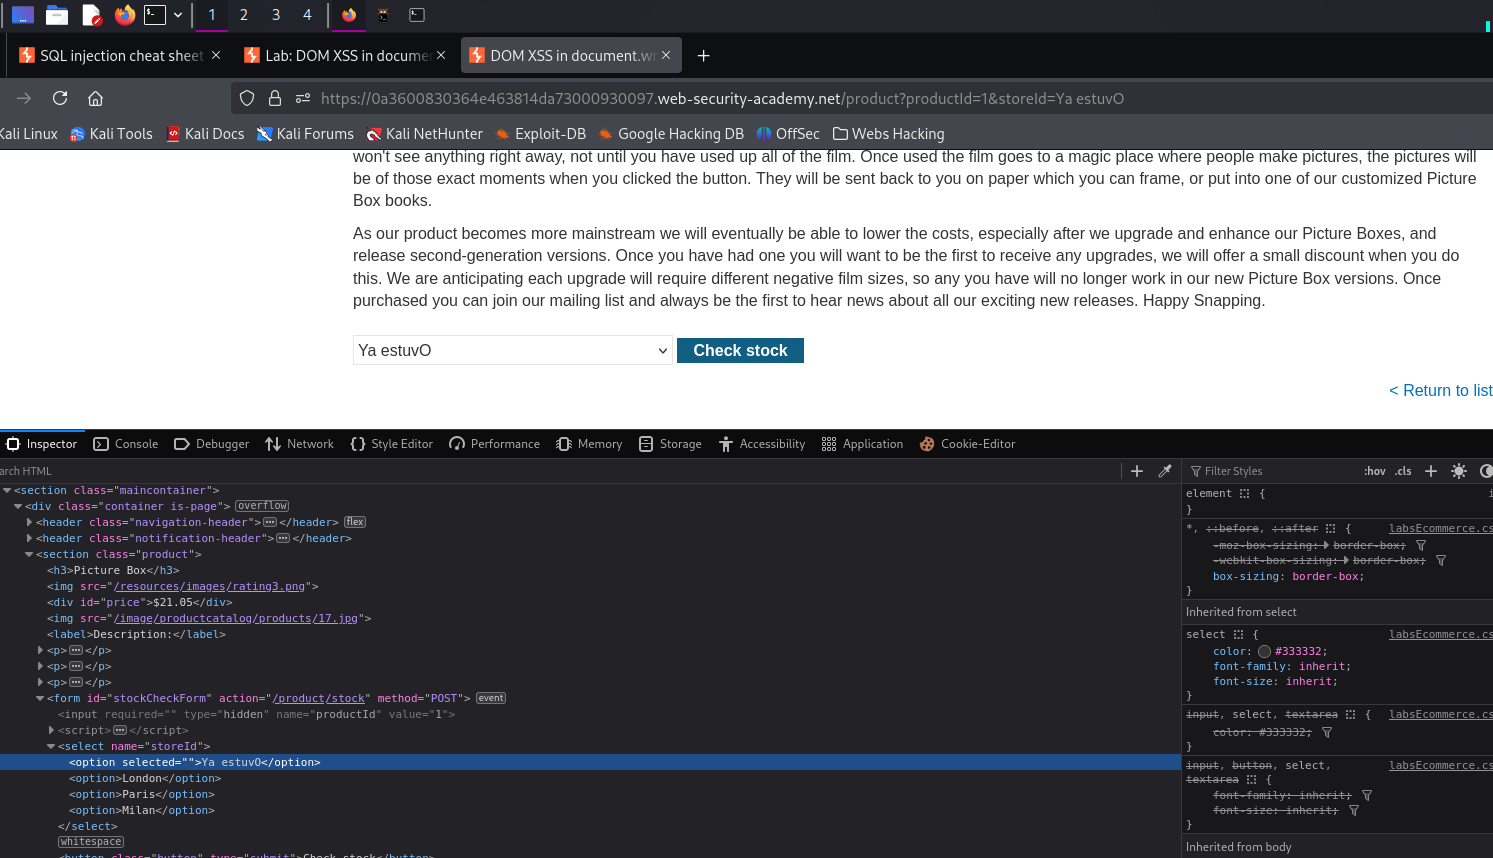 1 2 3 4
SQL injection cheat sheet
Lab: DOM XSS in docume
DOM XSS in document.wr
https://0a3600830364e463814da73000930097.web-security-academy.net/product?productId=1&storeId=Ya estuvO
Kali Linux Kali Tools Kali Docs Kali Forums Kali NetHunter Exploit-DB Google Hacking DB OffSec Webs Hacking
won't see anything right away, not until you have used up all of the film. Once used the film goes to a magic place where people make pictures, the pictures will
be of those exact moments when you clicked the button. They will be sent back to you on paper which you can frame, or put into one of our customized Picture
Box books.
As our product becomes more mainstream we will eventually be able to lower the costs, especially after we upgrade and enhance our Picture Boxes, and
release second-generation versions. Once you have had one you will want to be the first to receive any upgrades, we will offer a small discount when you do
this. We are anticipating each upgrade will require different negative film sizes, so any you have will no longer work in our new Picture Box versions. Once
purchased you can join our mailing list and always be the first to hear news about all our exciting new releases. Happy Snapping.
Ya estuvO Check stock
< Return to list
Inspector Console Debugger Network Style Editor Performance Memory Storage Accessibility Application Cookie-Editor
arch HTML
<section class="maincontainer">
<div class="container is-page"> overflow
<header class="navigation-header">···</header> flex
<header class="notification-header">···</header>
<section class="product">
<h3>Picture Box</h3>
<img src="/resources/images/rating3.png">
<div id="price">$21.05</div>
<img src="/image/productcatalog/products/17.jpg">
<label>Description:</label>
<p>···</p>
<p>···</p>
<p>···</p>
<form id="stockCheckForm" action="/product/stock" method="POST"> event
<input required="" type="hidden" name="productId" value="1">
<script>···</script>
<select name="storeId">
<option selected="">Ya estuvO</option>
<option>London</option>
<option>Paris</option>
<option>Milan</option>
</select>
whitespace
<button class="button" type="submit">Check stock</button>
Filter Styles :hov .cls +
element { i
}
*, ::before, ::after { labsEcommerce.cs
-moz-box-sizing: border-box;
-webkit-box-sizing: border-box;
box-sizing: border-box;
}
Inherited from select
select { labsEcommerce.cs
color: #333332;
font-family: inherit;
font-size: inherit;
}
input, select, textarea { labsEcommerce.cs
color: #333332;
}
input, button, select, labsEcommerce.cs
textarea {
font-family: inherit;
font-size: inherit;
}
Inherited from body